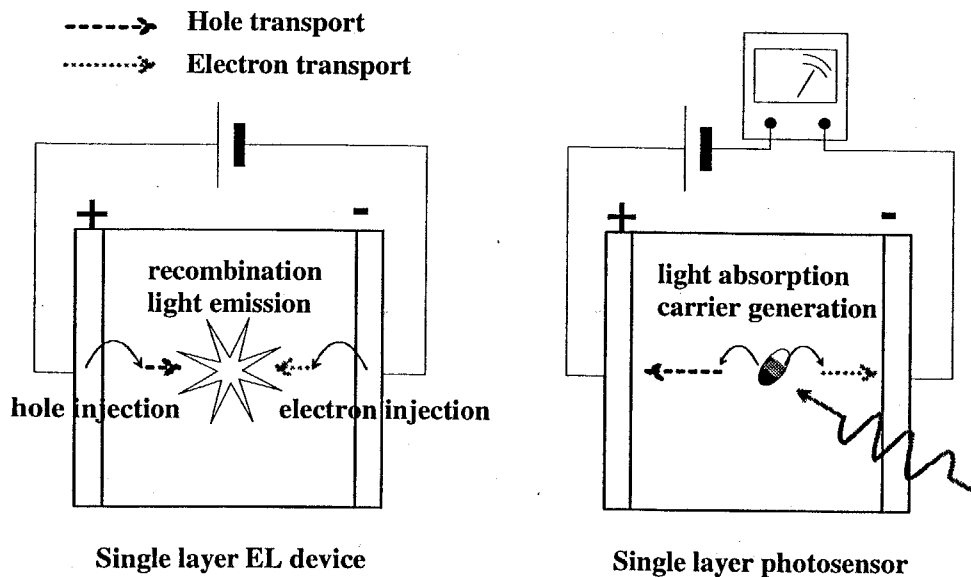 Hole transport
Electron transport
+
-
recombination
light emission
hole injection
electron injection
Single layer EL device
+
-
light absorption
carrier generation
Single layer photosensor